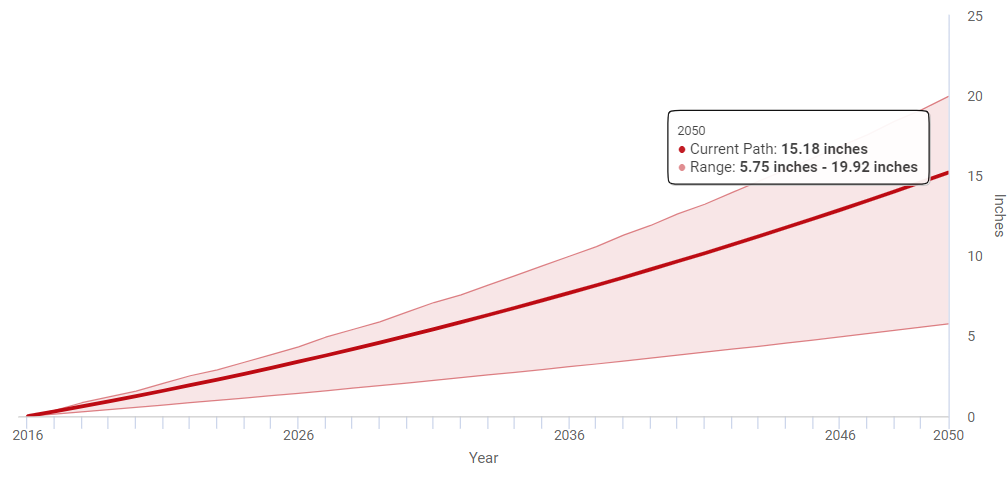 25
20
2050
Current Path: 15.18 inches
Range: 5.75 inches - 19.92 inches
15
Inches
10
5
0
2016 2026 2036 2046 2050
Year